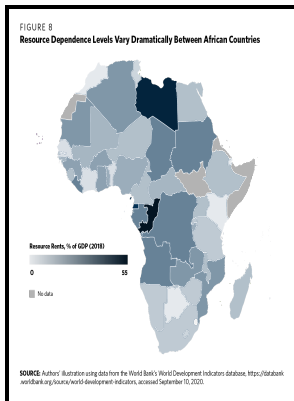 FIGURE 8
Resource Dependence Levels Vary Dramatically Between African Countries
Resource Rents, % of GDP (2018)
0 55
No data
SOURCE: Authors' illustration using data from the World Bank's World Development Indicators database, https://databank
.worldbank.org/source/world-development-indicators, accessed September 10, 2020.